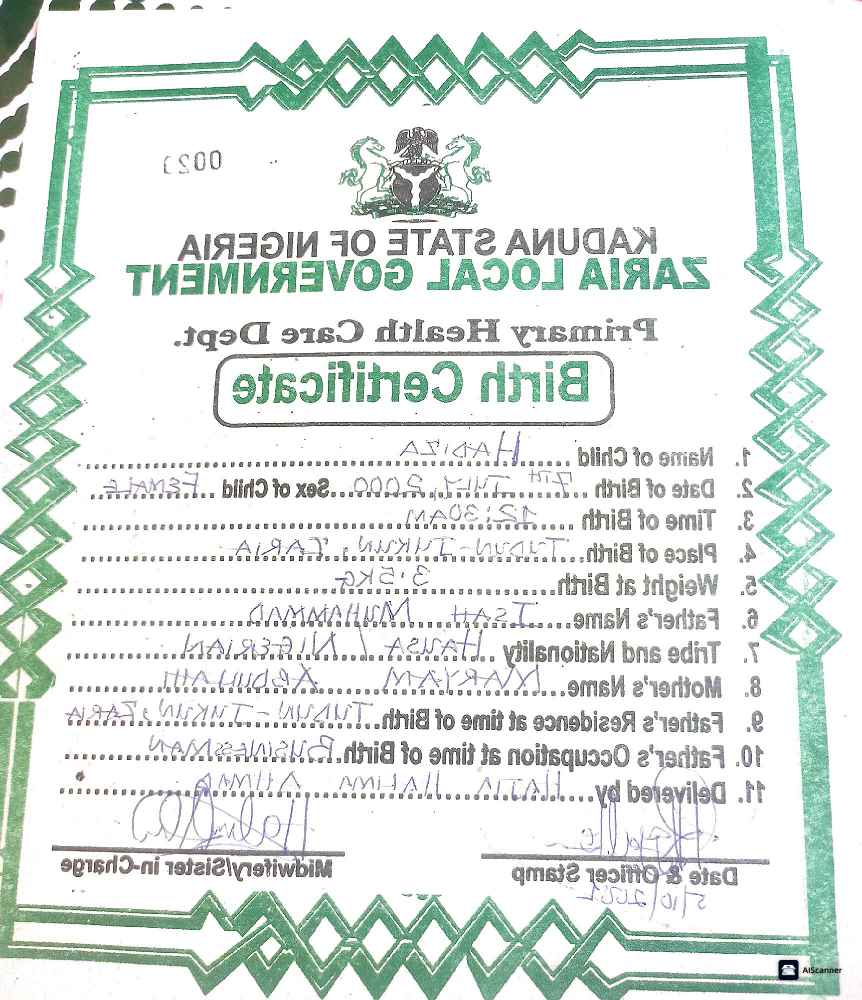 0023
KADUNA STATE OF NIGERIA
ZARIA LOCAL GOVERNMENT
Primary Health Care Dept.
Birth Certificate
1. Name of Child HADIZA
2. Date of Birth 7TH JULY, 2000 Sex of Child FEMALE
3. Time of Birth 12:30AM
4. Place of Birth TUDUN-JUKUN, ZARIA
5. Weight at Birth 3.5KG
6. Father's Name ISAH MUHAMMAD
7. Tribe and Nationality HAUSA / NIGERIAN
8. Mother's Name MARYAM ABDULLAHI
9. Father's Residence at time of Birth TUDUN-JUKUN, ZARIA
10. Father's Occupation at time of Birth BUSINESSMAN
11. Delivered by HAJIA HALIMA AUMAR
Date & Officer Stamp Midwifery/Sister in-Charge
5/10/2022
AIScanner